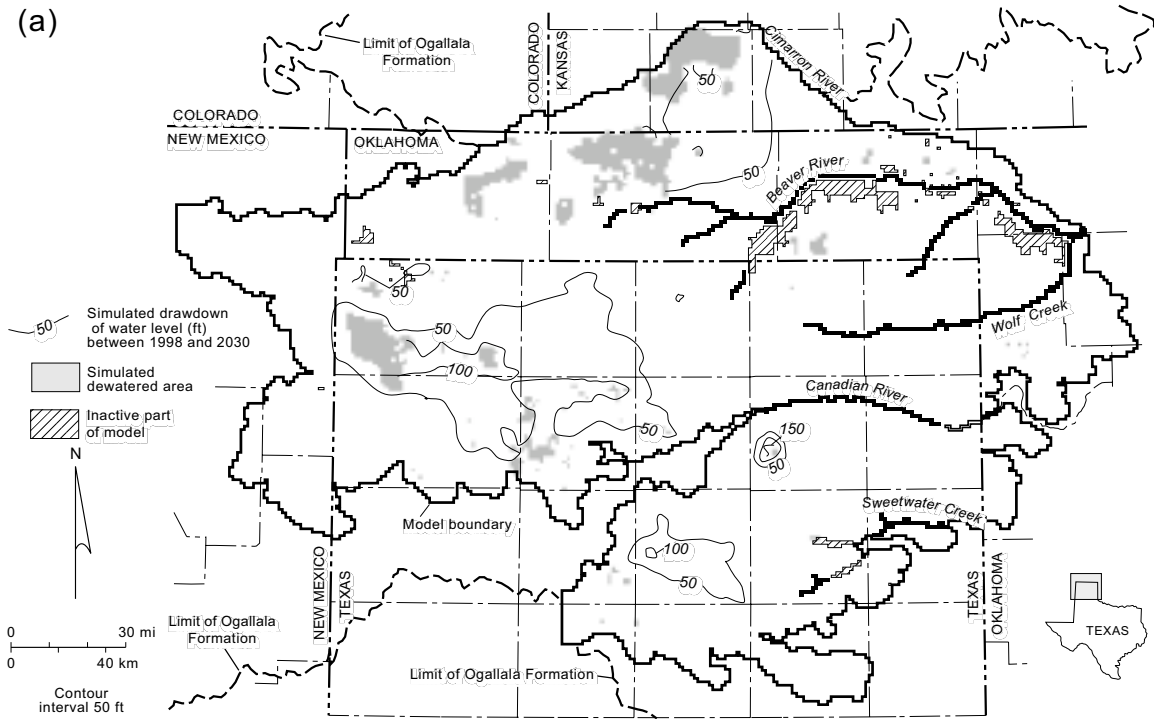 (a)
Limit of Ogallala
Formation
COLORADO
KANSAS
Cimarron River
50
COLORADO
NEW MEXICO
OKLAHOMA
50
Beaver River
50
50
Simulated drawdown
of water level (ft)
between 1998 and 2030
50
100
Wolf Creek
Simulated
dewatered area
Inactive part
of model
Canadian River
50
150
50
N
Model boundary
Sweetwater Creek
100
50
NEW MEXICO
TEXAS
TEXAS
OKLAHOMA
TEXAS
0 30 mi
0 40 km
Contour
interval 50 ft
Limit of Ogallala
Formation
Limit of Ogallala Formation